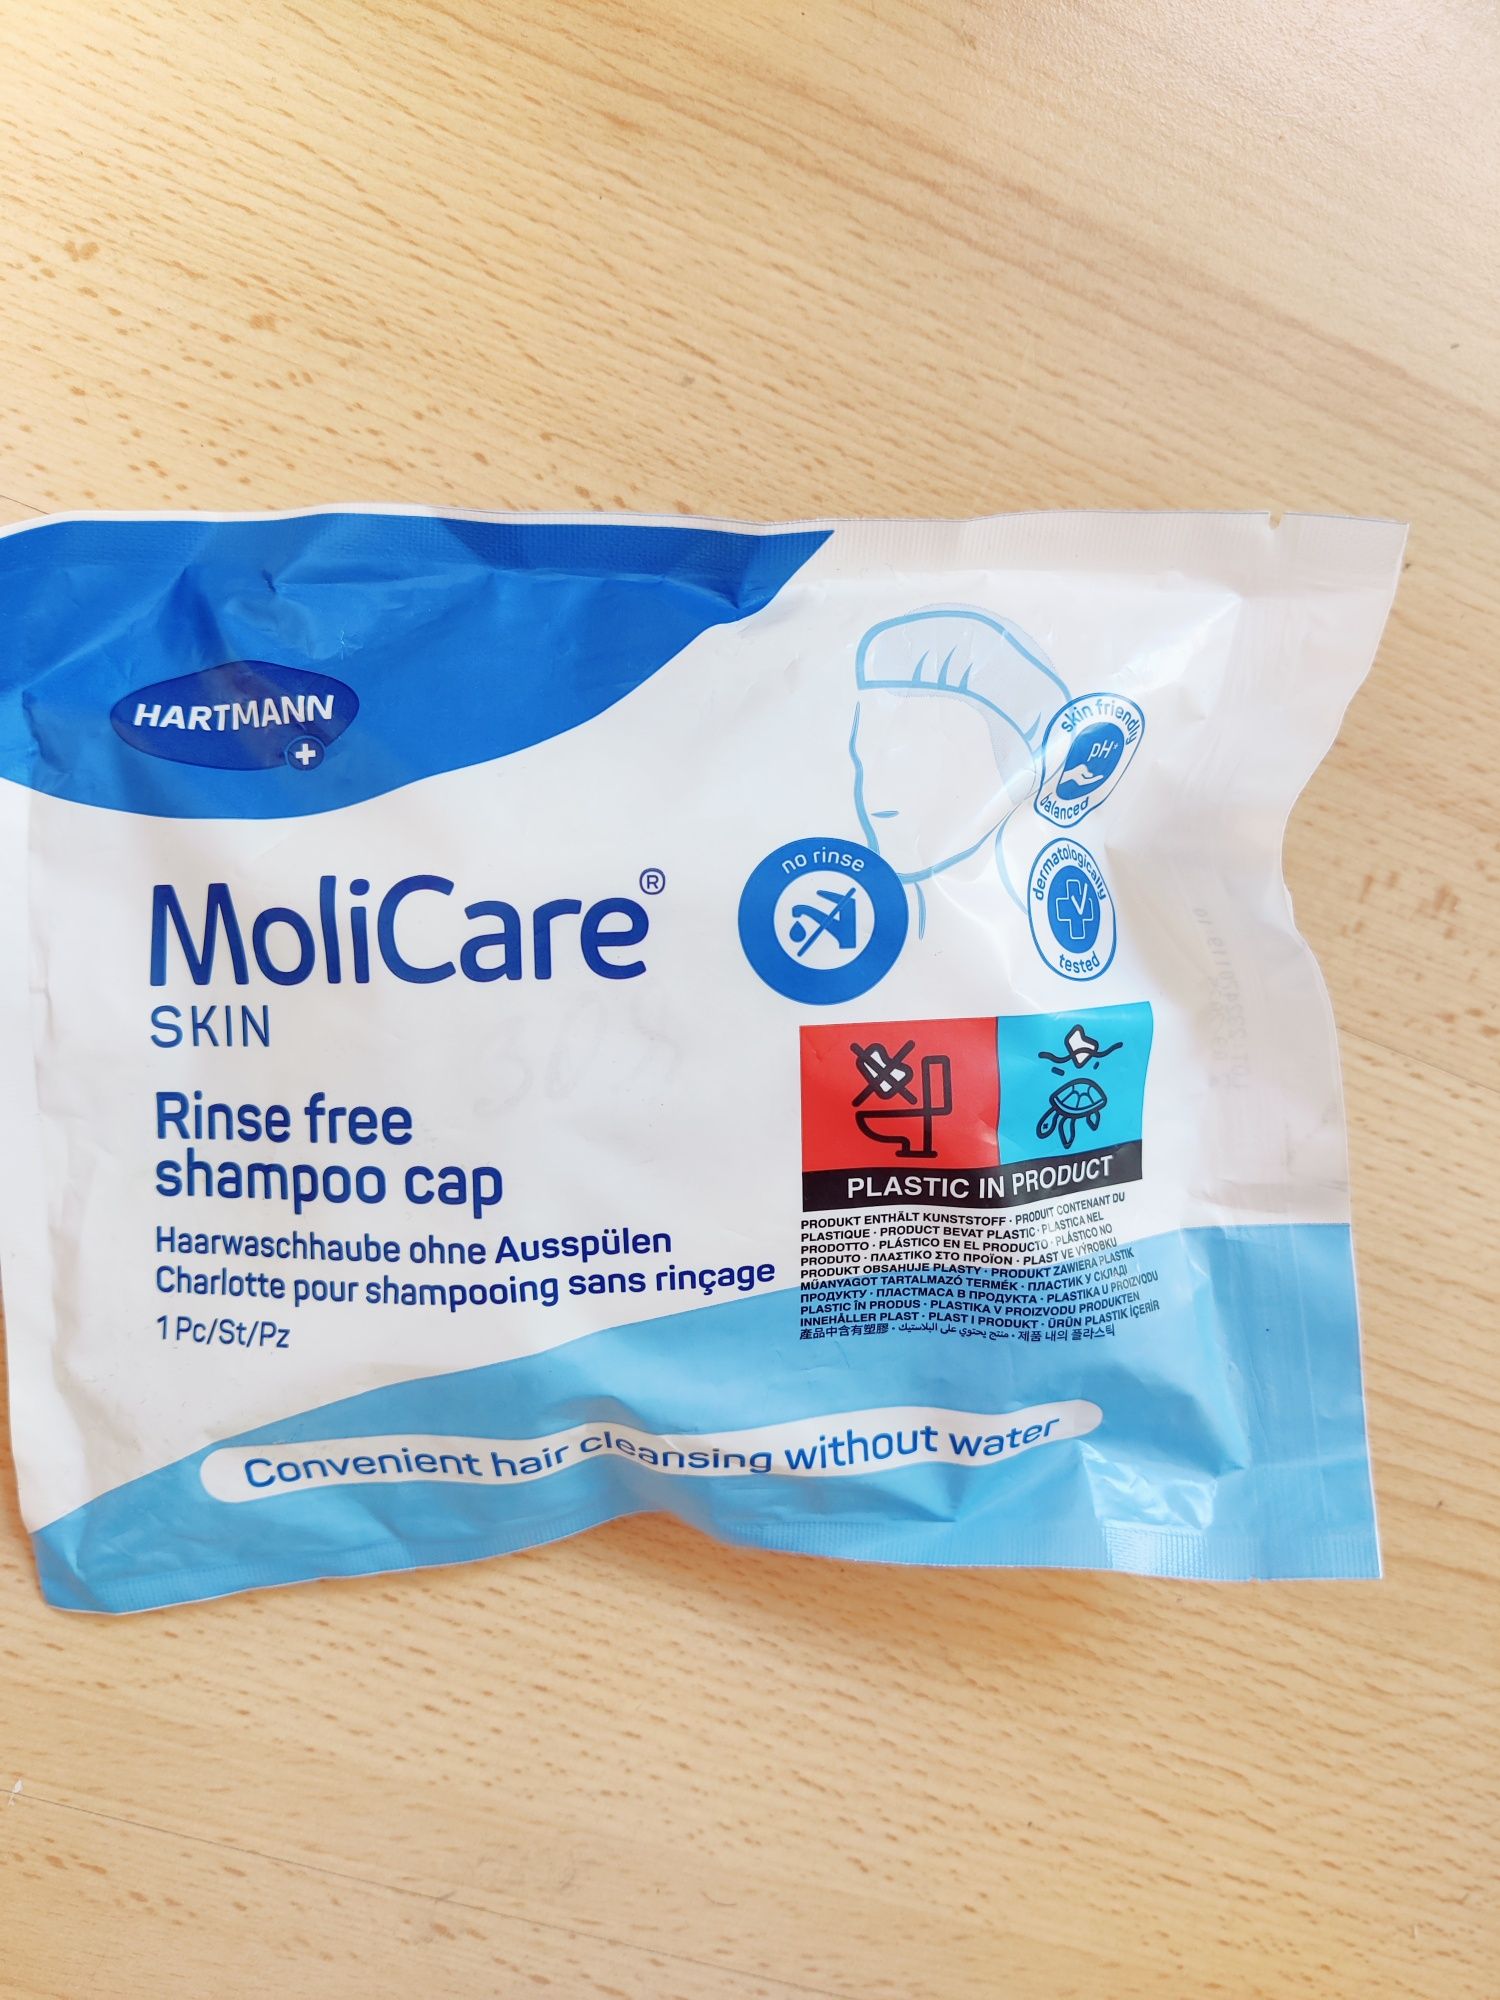 HARTMANN
MoliCare®
SKIN
Rinse free
shampoo cap
Haarwaschhaube ohne Ausspülen
Charlotte pour shampooing sans rinçage
1 Pc/St/Pz
no rinse
skin friendly
pH
balanced
dermatologically
tested
PLASTIC IN PRODUCT
PRODUKT ENTHÄLT KUNSTSTOFF · PRODUIT CONTENANT DU
PLASTIQUE · PRODUCT BEVAT PLASTIC · PLASTICA NEL
PRODOTTO · PLÁSTICO EN EL PRODUCTO · PLÁSTICO NO
PRODUTO · ΠΛΑΣΤΙΚΟ ΣΤΟ ΠΡΟΪΟΝ · PLAST VE VÝROBKU
PRODUKT OBSAHUJE PLASTY · PRODUKT ZAWIERA PLASTIK
MŰANYAGOT TARTALMAZÓ TERMÉK · ПЛАСТИК У СКЛАДІ
ПРОДУКТУ · ПЛАСТМАСА В ПРОДУКТА · PLASTIKA U PROIZVODU
PLASTIC ÎN PRODUS · PLASTIKA V PROIZVODU PRODUKTEN
INNEHÅLLER PLAST · PLAST I PRODUKT · ÜRÜN PLASTIK İÇERİR
產品中含有塑膠 · منتج يحتوي على البلاستيك · 제품 내의 플라스틱
Convenient hair cleansing without water